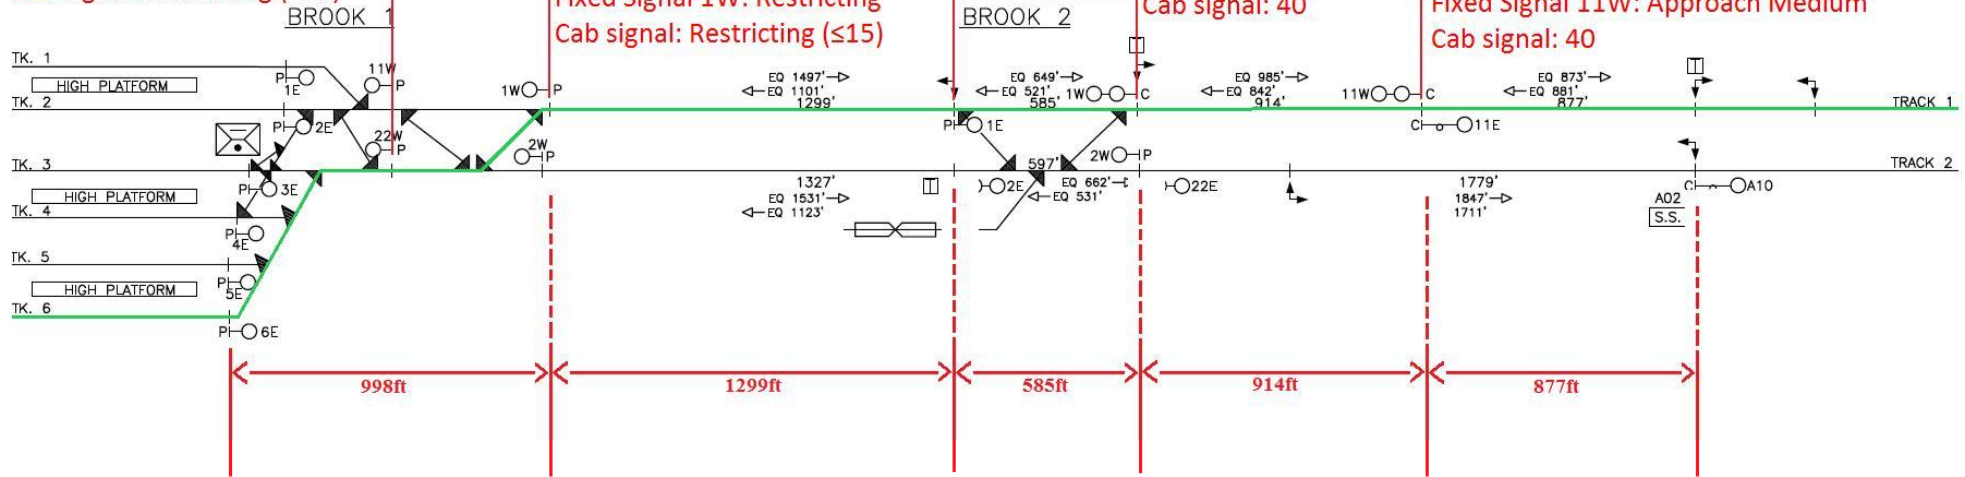 BROOK 1
Fixed Signal 1W: Restricting
Cab signal: Restricting (≤15)
BROOK 2
Cab signal: 40
Fixed Signal 11W: Approach Medium
Cab signal: 40
TK. 1
HIGH PLATFORM
P 1E
11W P
1W P
EQ 1497'
EQ 1101'
1299'
EQ 649'
EQ 521'
585'
1W C
T
EQ 985'
EQ 842'
914'
11W C
EQ 873'
EQ 881'
877'
T
TK. 2
TRACK 1
P 2E
22W P
2W P
P 1E
2W P
C 11E
TK. 3
597'
TRACK 2
HIGH PLATFORM
P 3E
1327'
EQ 1531'
EQ 1123'
T
2E
EQ 662'
EQ 531'
22E
1779'
1847'
1711'
C A10
A02
S.S.
TK. 4
P 4E
TK. 5
HIGH PLATFORM
P 5E
TK. 6
P 6E
998ft
1299ft
585ft
914ft
877ft